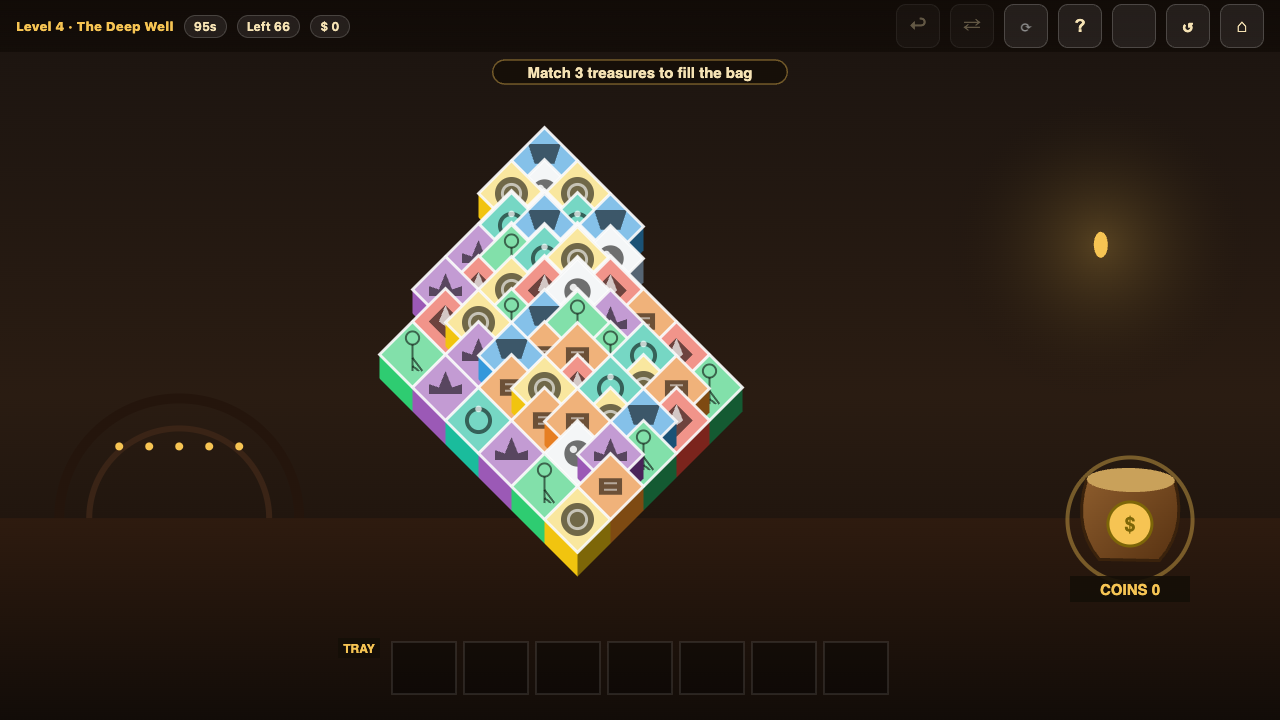 Level 4 · The Deep Well
95s
Left 66
$ 0
?
Match 3 treasures to fill the bag
$
COINS 0
TRAY